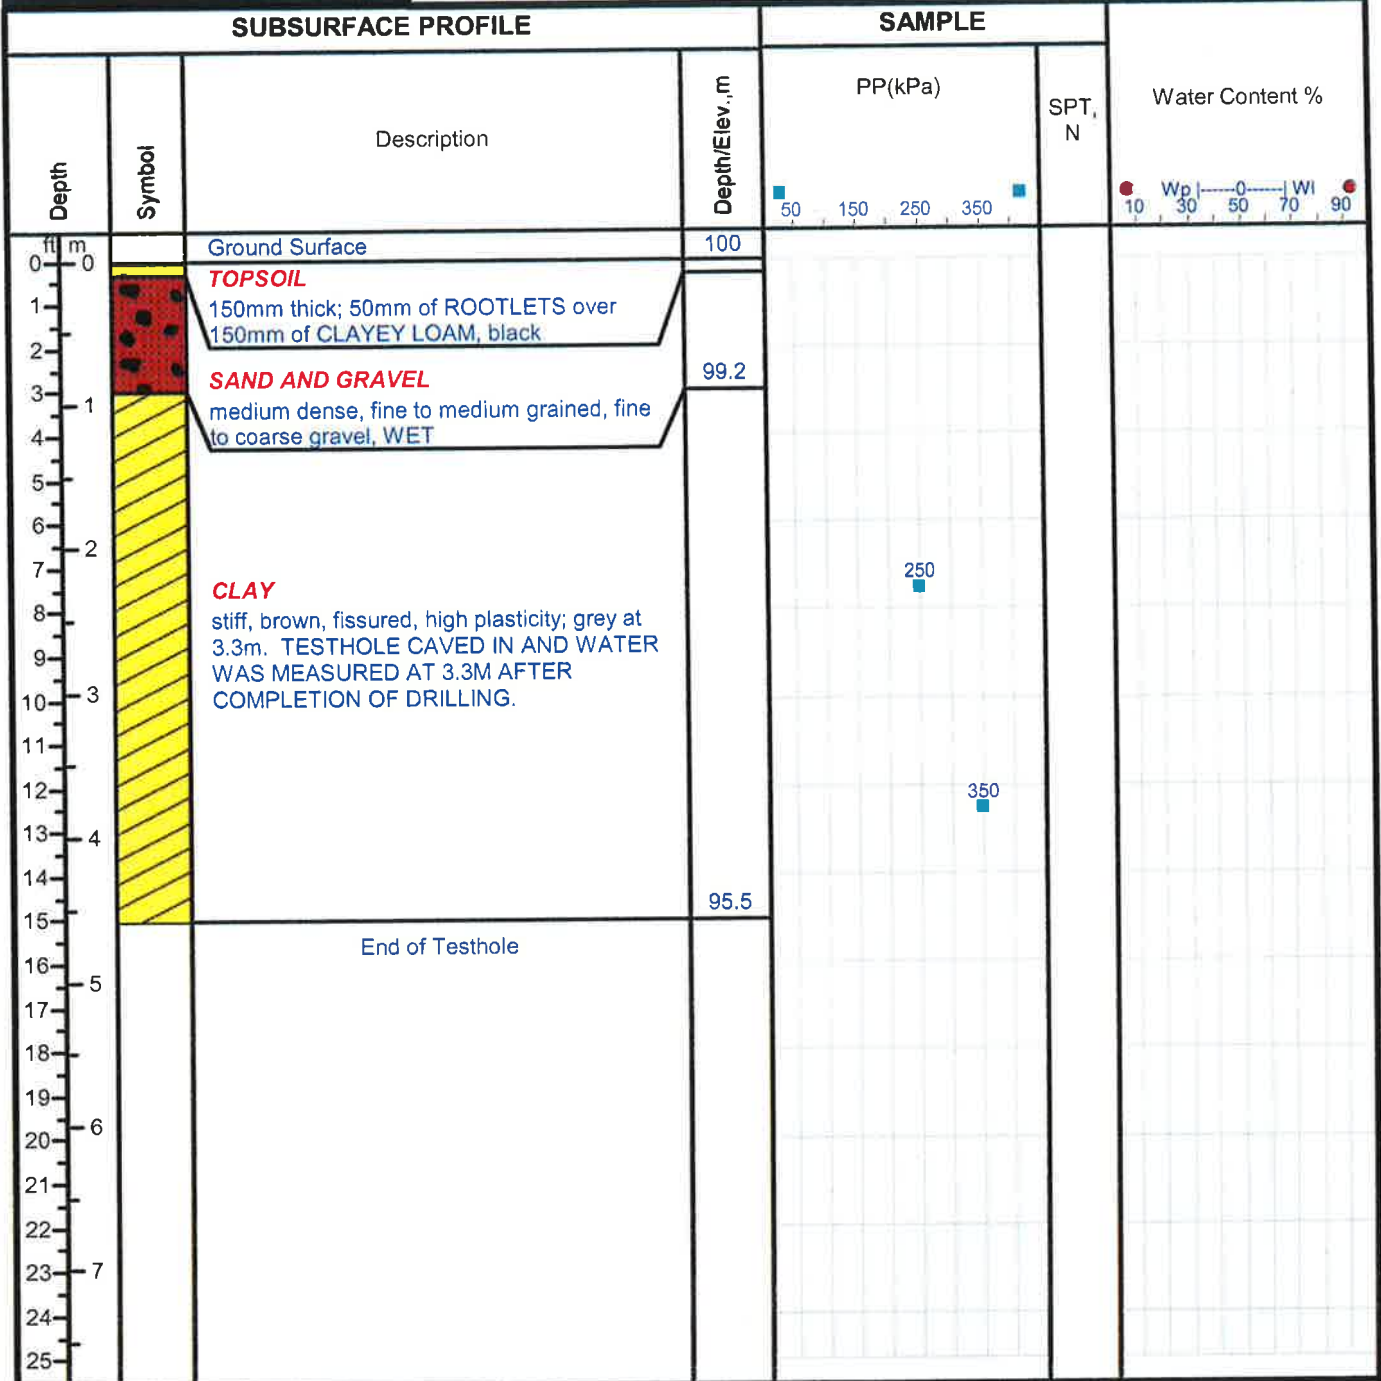 SUBSURFACE PROFILE
SAMPLE
Depth
Symbol
Description
Depth/Elev.,m
PP(kPa)
SPT,
N
Water Content %
50 150 250 350
Wp |-----0-----| Wl
10 30 50 70 90
ft m
Ground Surface
100
0 0
TOPSOIL
150mm thick; 50mm of ROOTLETS over
150mm of CLAYEY LOAM, black
1
2
SAND AND GRAVEL
99.2
3
medium dense, fine to medium grained, fine
to coarse gravel, WET
1
4
5
6
2
7
250
CLAY
stiff, brown, fissured, high plasticity; grey at
3.3m. TESTHOLE CAVED IN AND WATER
WAS MEASURED AT 3.3M AFTER
COMPLETION OF DRILLING.
8
9
10 3
11
12
350
13 4
14
95.5
15
End of Testhole
16
5
17
18
19
6
20
21
22
23 7
24
25